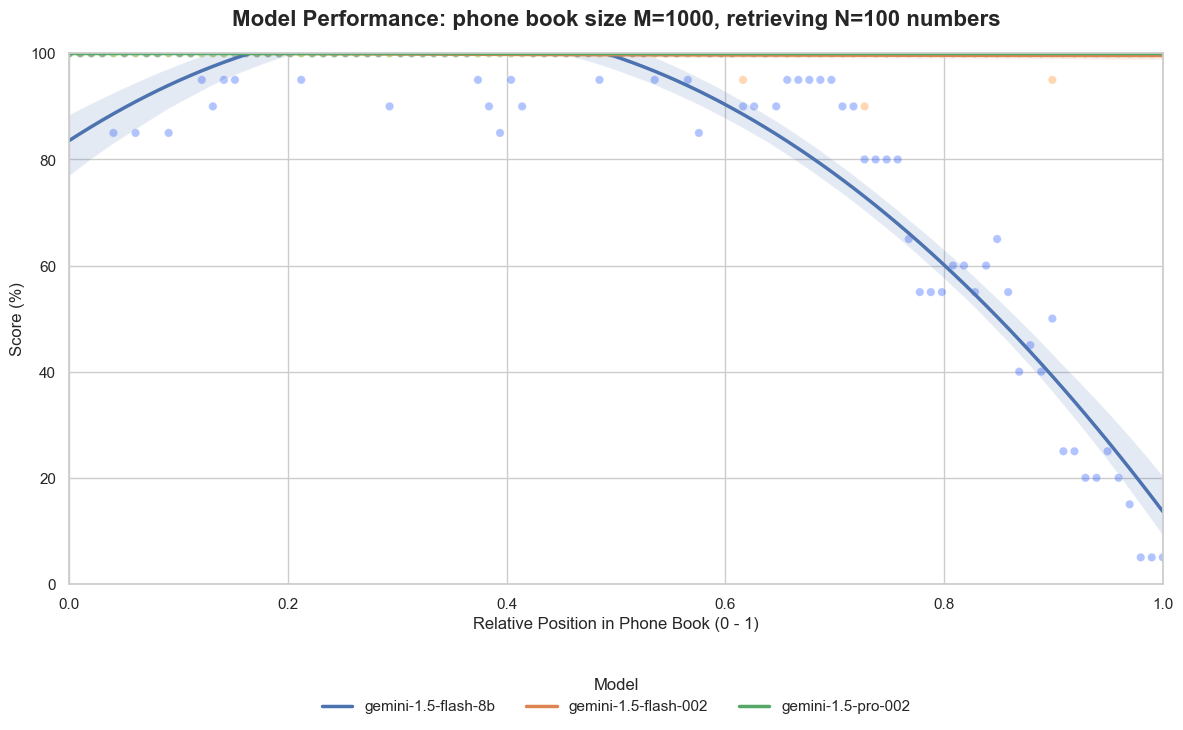 Model Performance: phone book size M=1000, retrieving N=100 numbers
Score (%)
100
80
60
40
20
0
0.0 0.2 0.4 0.6 0.8 1.0
Relative Position in Phone Book (0 - 1)
Model
gemini-1.5-flash-8b gemini-1.5-flash-002 gemini-1.5-pro-002